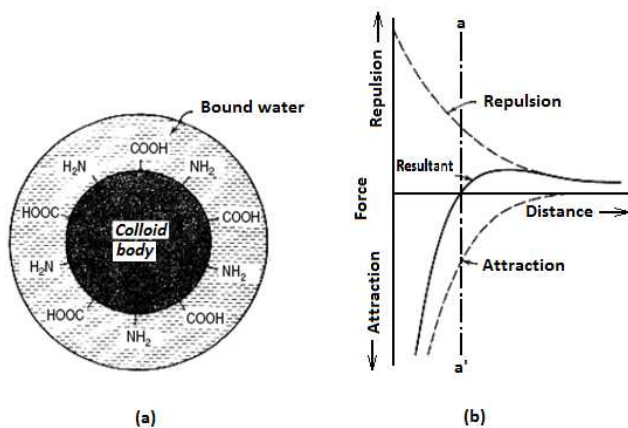 Bound water
COOH
H₂N
NH₂
HOOC
COOH
Colloid
body
H₂N
NH₂
HOOC
COOH
NH₂
(a)
a
Repulsion
Repulsion
Resultant
Force
Distance
Attraction
Attraction
a'
(b)